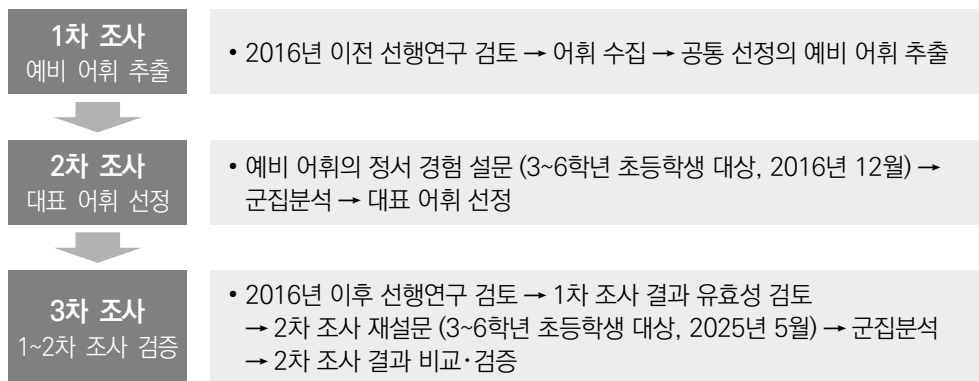 1차 조사
예비 어휘 추출
• 2016년 이전 선행연구 검토 → 어휘 수집 → 공통 선정의 예비 어휘 추출
2차 조사
대표 어휘 선정
• 예비 어휘의 정서 경험 설문 (3~6학년 초등학생 대상, 2016년 12월) →
군집분석 → 대표 어휘 선정
3차 조사
1~2차 조사 검증
• 2016년 이후 선행연구 검토 → 1차 조사 결과 유효성 검토
→ 2차 조사 재설문 (3~6학년 초등학생 대상, 2025년 5월) → 군집분석
→ 2차 조사 결과 비교·검증